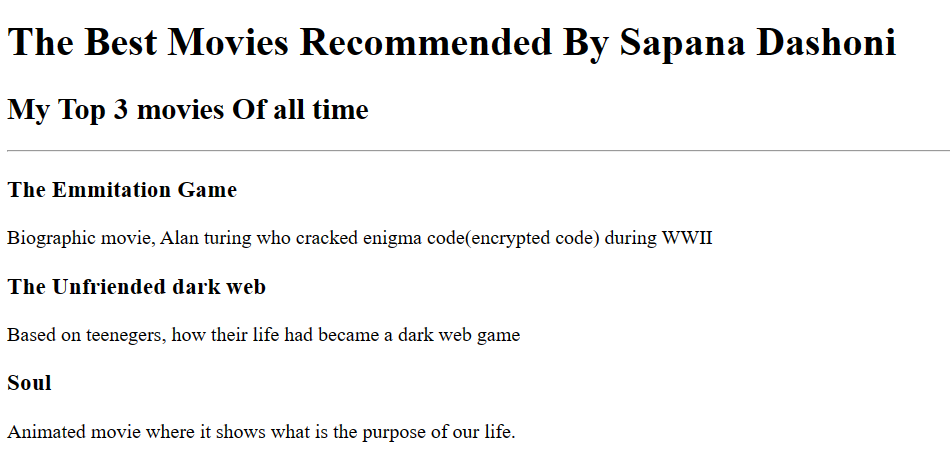 The Best Movies Recommended By Sapana Dashoni
My Top 3 movies Of all time
The Emmitation Game
Biographic movie, Alan turing who cracked enigma code(encrypted code) during WWII
The Unfriended dark web
Based on teenegers, how their life had became a dark web game
Soul
Animated movie where it shows what is the purpose of our life.